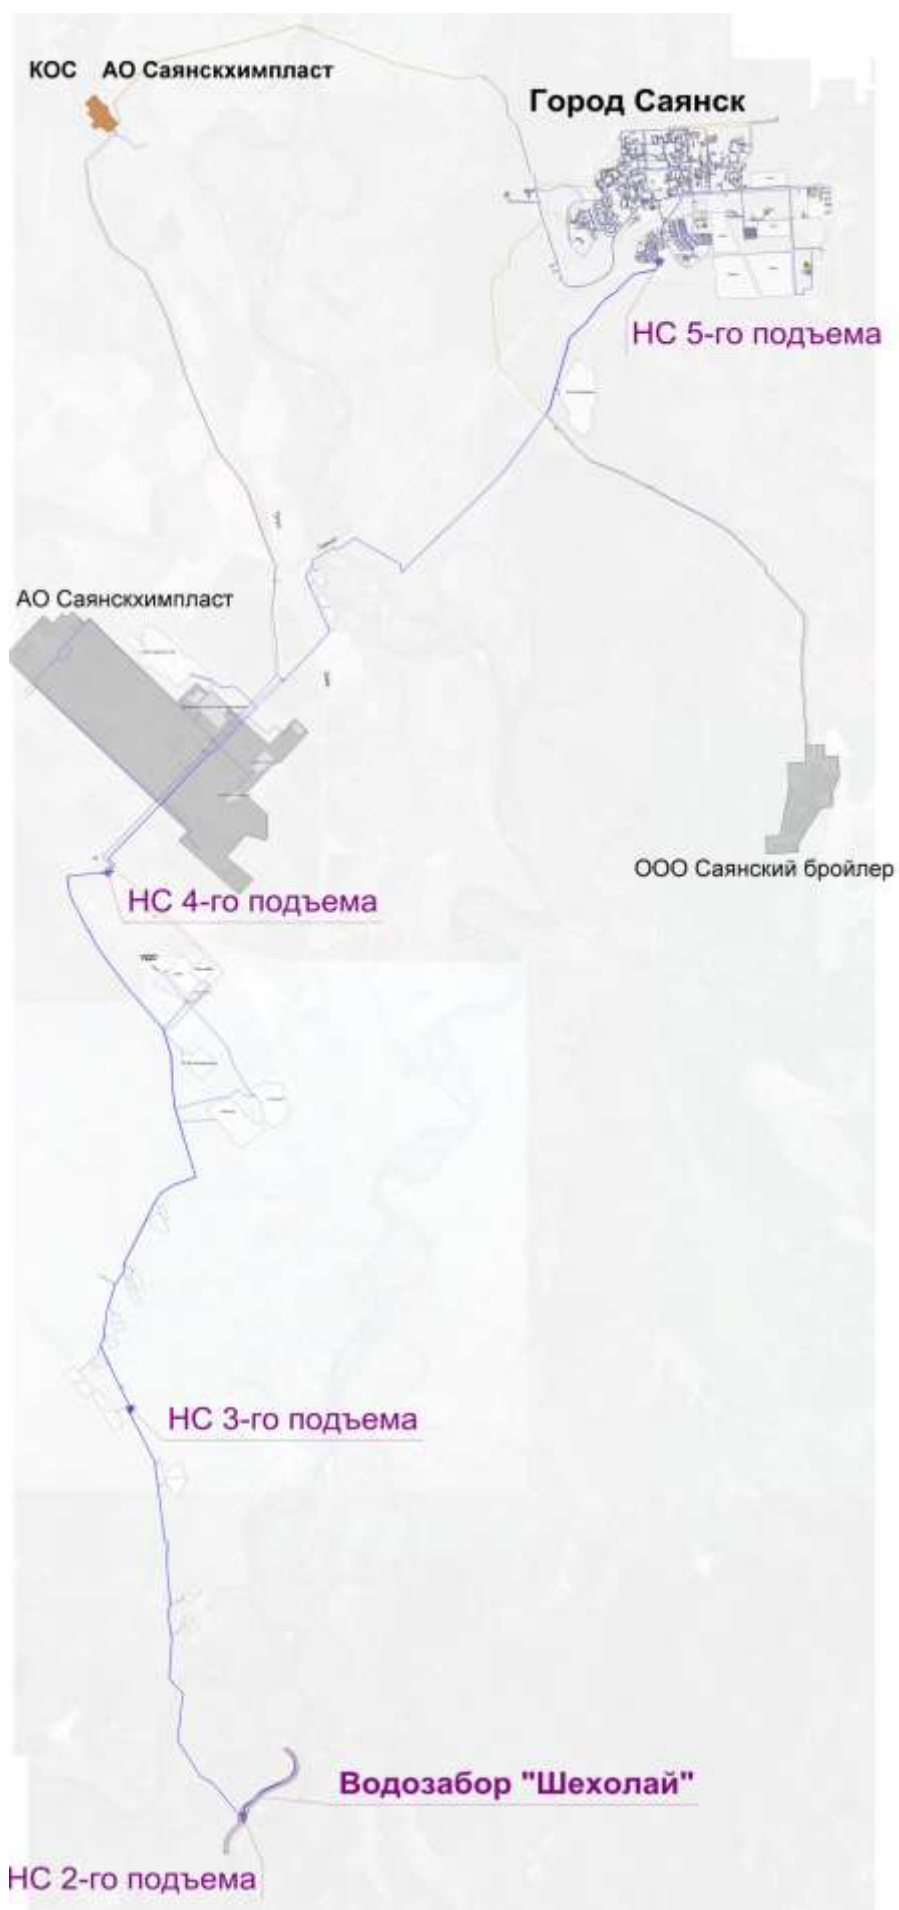 КОС АО Саянскхимпласт
Город Саянск
НС 5-го подъема
АО Саянскхимпласт
ООО Саянский бройлер
НС 4-го подъема
НС 3-го подъема
Водозабор "Шехолай"
НС 2-го подъема